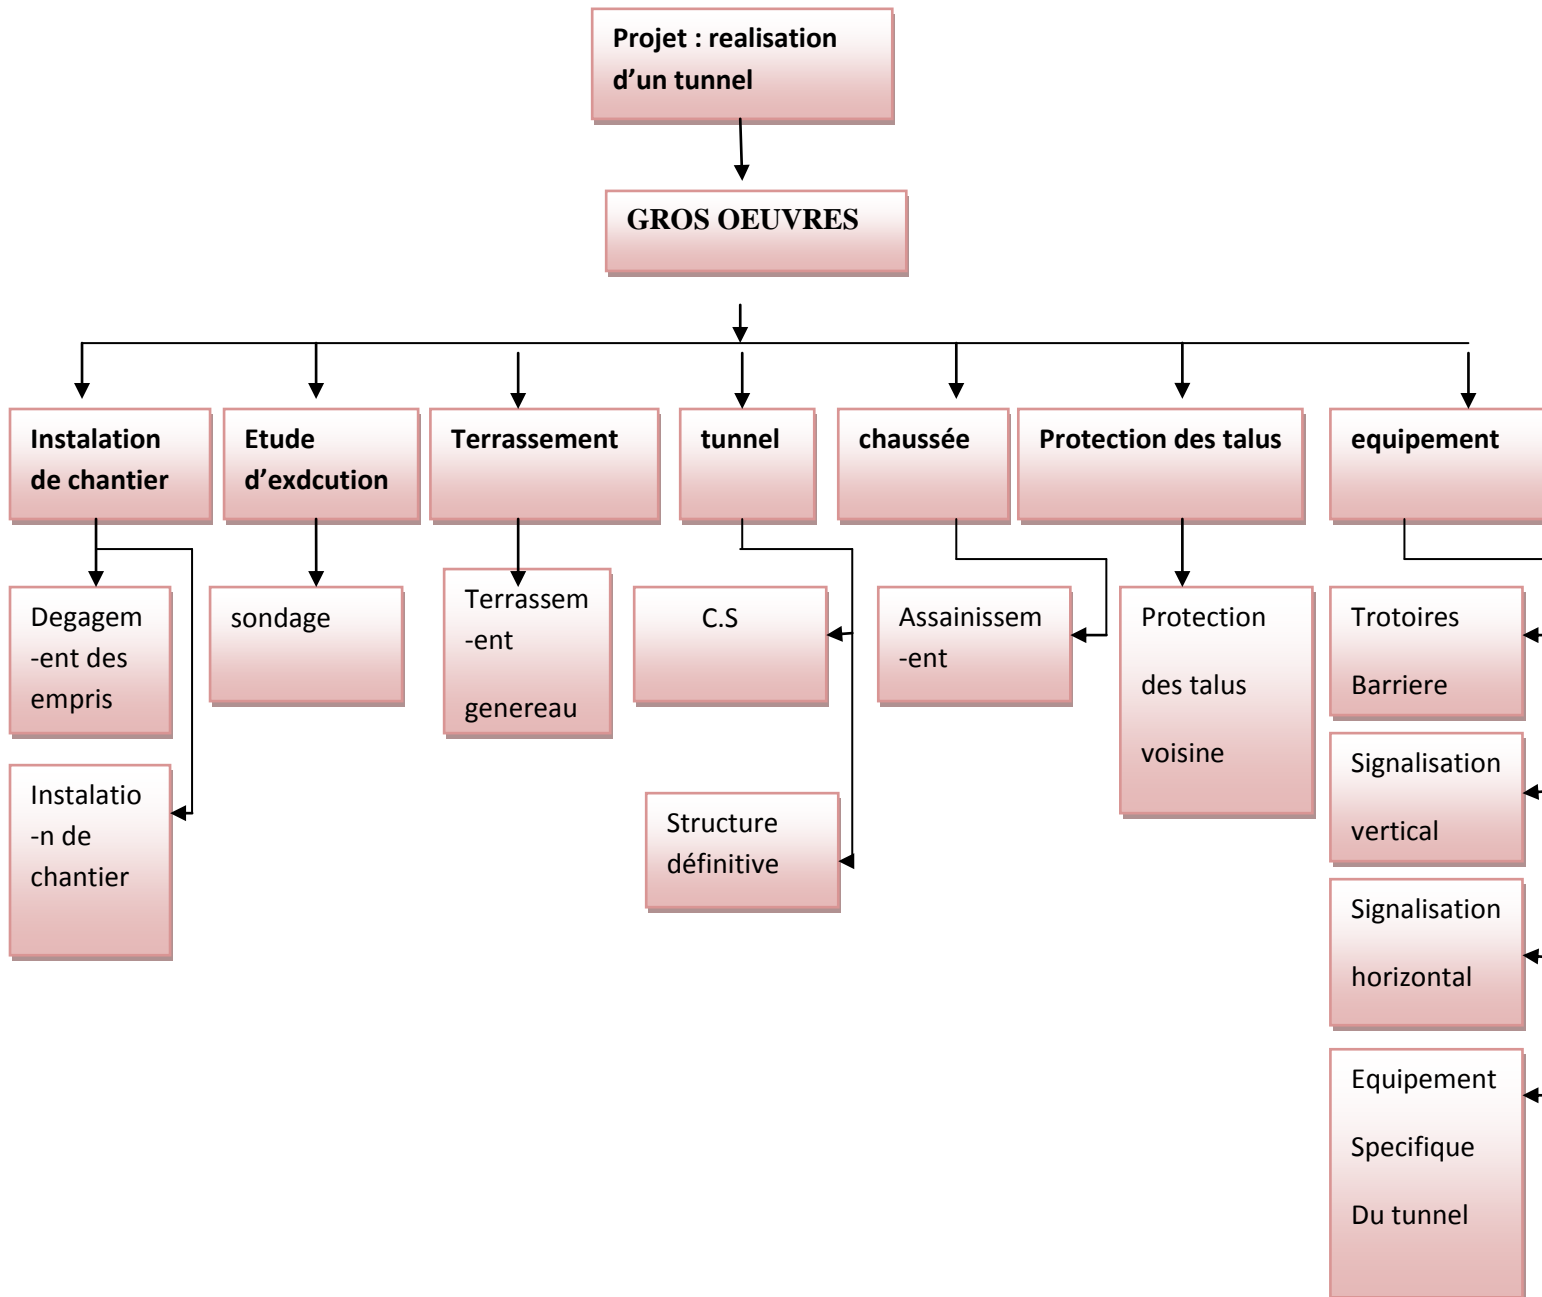 Projet : realisation
d’un tunnel
GROS OEUVRES
Instalation
de chantier
Etude
d’exdcution
Terrassement
tunnel
chaussée
Protection des talus
equipement
Degagem
-ent des
empris
Instalatio
-n de
chantier
sondage
Terrassem
-ent
genereau
C.S
Structure
définitive
Assainissem
-ent
Protection
des talus
voisine
Trotoires
Barriere
Signalisation
vertical
Signalisation
horizontal
Equipement
Specifique
Du tunnel